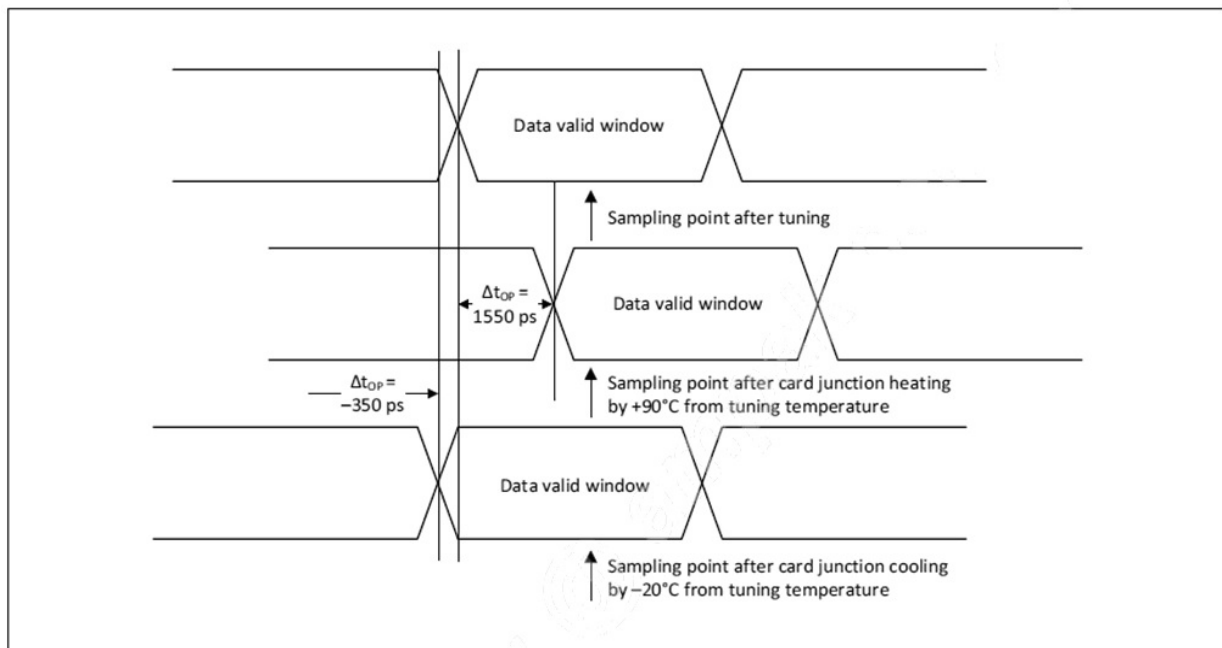 Data valid window
Sampling point after tuning
Δt_OP =
1550 ps
Data valid window
Δt_OP =
−350 ps
Sampling point after card junction heating
by +90°C from tuning temperature
Data valid window
Sampling point after card junction cooling
by −20°C from tuning temperature